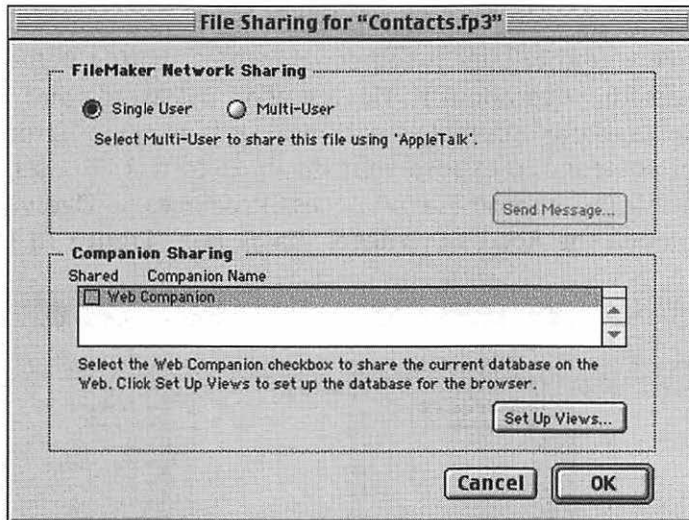 File Sharing for “Contacts.fp3”
FileMaker Network Sharing
Single User Multi-User
Select Multi-User to share this file using 'AppleTalk'.
Send Message...
Companion Sharing
Shared Companion Name
Web Companion
Select the Web Companion checkbox to share the current database on the
Web. Click Set Up Views to set up the database for the browser.
Set Up Views...
Cancel OK